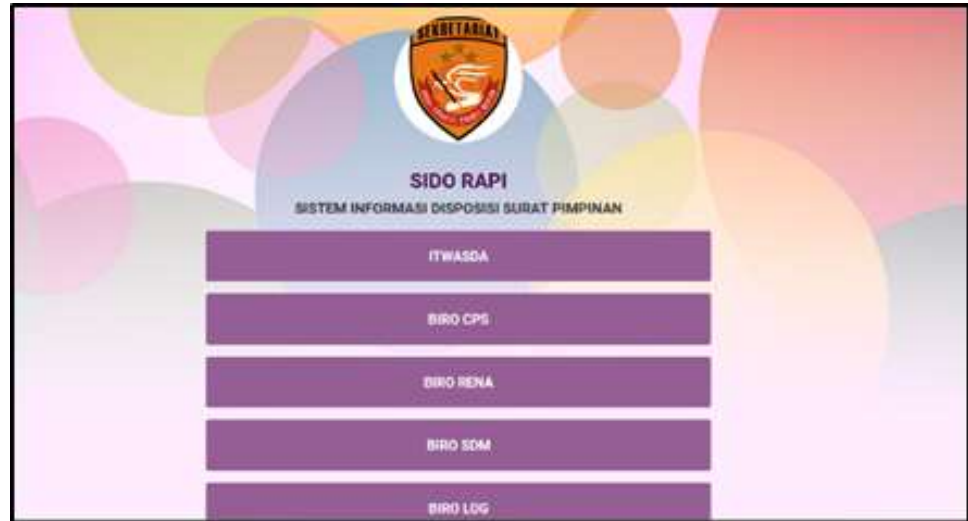 SEKRETARIAT
SIDO RAPI
SISTEM INFORMASI DISPOSISI SURAT PIMPINAN
ITWASDA
BIRO CPS
BIRO RENA
BIRO SDM
BIRO LOG